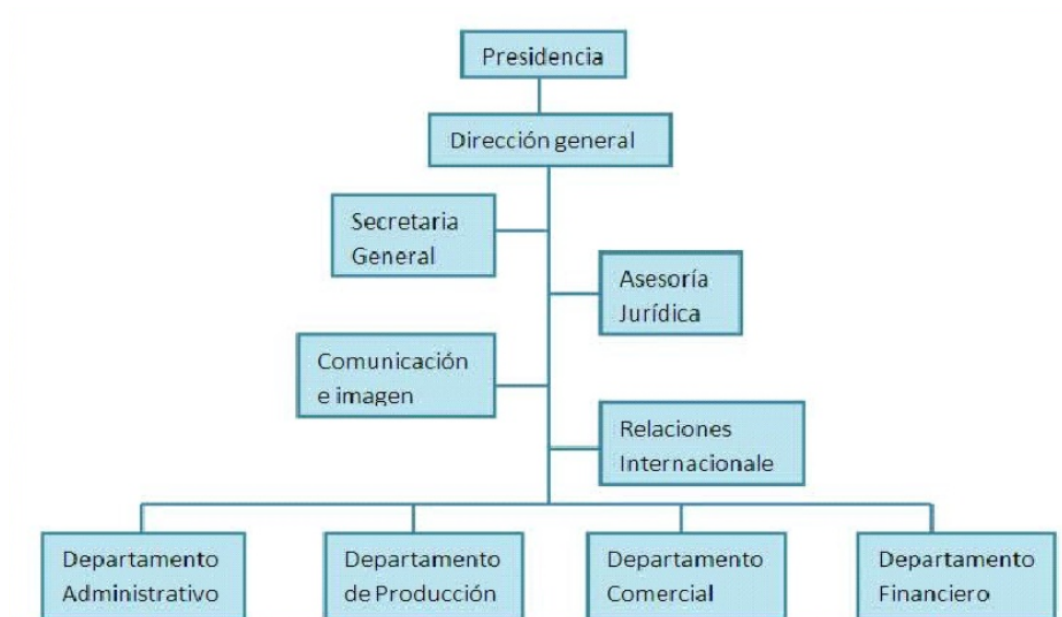 Presidencia
Dirección general
Secretaria
General
Asesoría
Jurídica
Comunicación
e imagen
Relaciones
Internacionale
Departamento
Administrativo
Departamento
de Producción
Departamento
Comercial
Departamento
Financiero